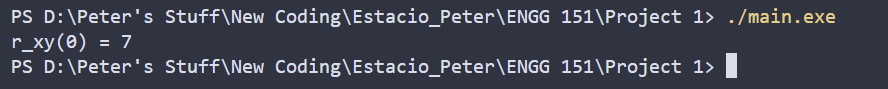 PS D:\Peter's Stuff\New Coding\Estacio_Peter\ENGG 151\Project 1> ./main.exe
r_xy(0) = 7
PS D:\Peter's Stuff\New Coding\Estacio_Peter\ENGG 151\Project 1>